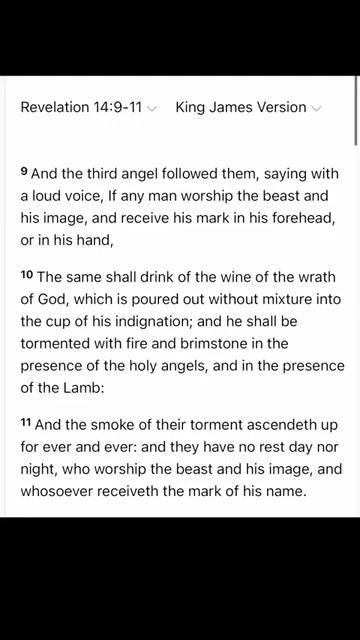 Revelation 14:9-11 King James Version
9 And the third angel followed them, saying with
a loud voice, If any man worship the beast and
his image, and receive his mark in his forehead,
or in his hand,
10 The same shall drink of the wine of the wrath
of God, which is poured out without mixture into
the cup of his indignation; and he shall be
tormented with fire and brimstone in the
presence of the holy angels, and in the presence
of the Lamb:
11 And the smoke of their torment ascendeth up
for ever and ever: and they have no rest day nor
night, who worship the beast and his image, and
whosoever receiveth the mark of his name.